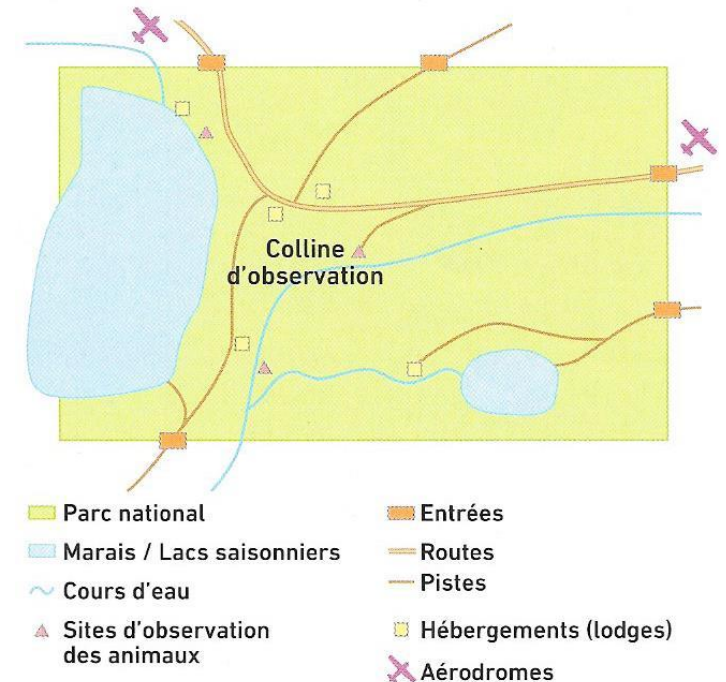 Colline
d'observation
Parc national
Marais / Lacs saisonniers
Cours d'eau
Sites d'observation
des animaux
Entrées
Routes
Pistes
Hébergements (lodges)
Aérodromes